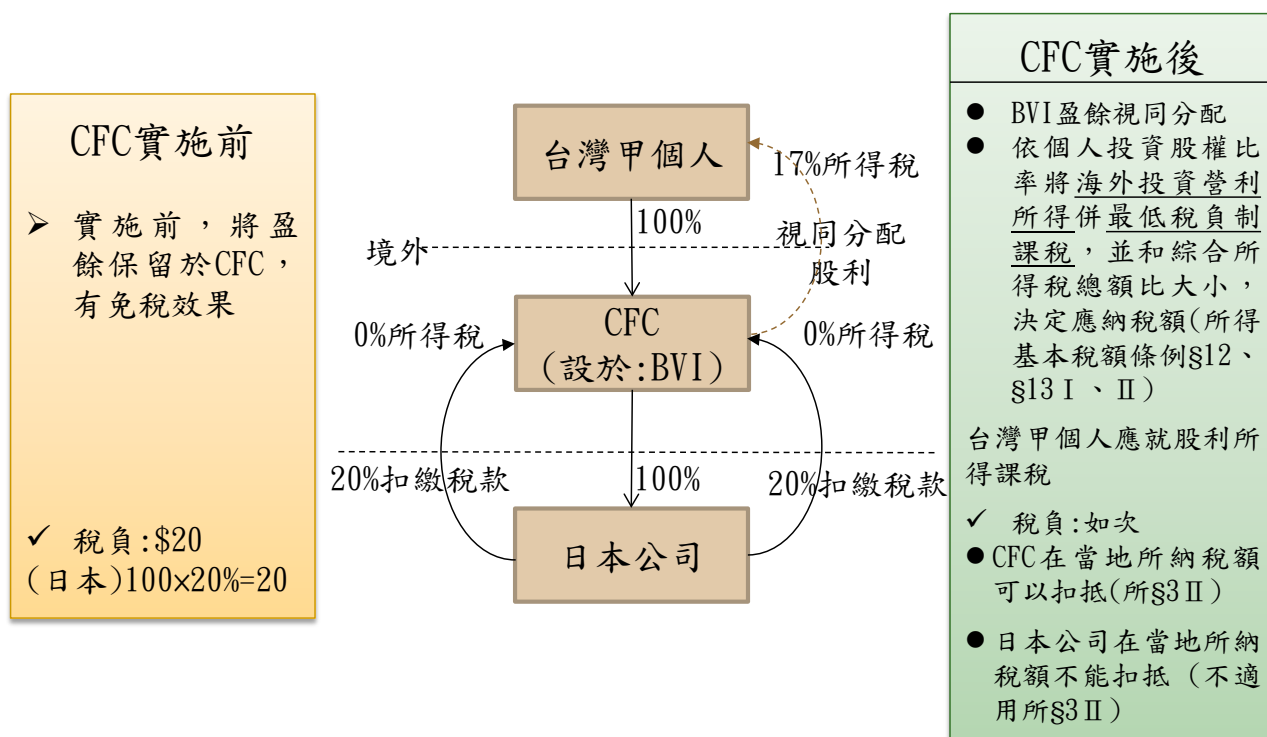 CFC實施前
➢ 實施前，將盈
餘保留於CFC，
有免稅效果
✓ 稅負:$20
(日本)100×20%=20
台灣甲個人
17%所得稅
100%
境外
視同分配
股利
0%所得稅
CFC
(設於:BVI)
0%所得稅
20%扣繳稅款
100%
20%扣繳稅款
日本公司
CFC實施後
● BVI盈餘視同分配
● 依個人投資股權比
率將海外投資營利
所得併最低稅負制
課稅，並和綜合所
得稅總額比大小，
決定應納稅額(所得
基本稅額條例§12、
§13Ⅰ、Ⅱ)
台灣甲個人應就股利所
得課稅
✓ 稅負:如次
● CFC在當地所納稅額
可以扣抵(所§3Ⅱ)
● 日本公司在當地所納
稅額不能扣抵 (不適
用所§3Ⅱ)